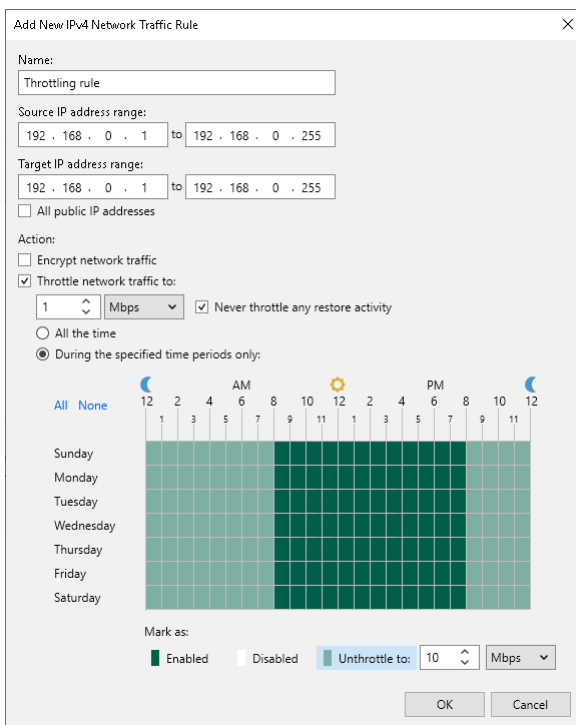 Add New IPv4 Network Traffic Rule
Name:
Throttling rule
Source IP address range:
192 . 168 . 0 . 1 to 192 . 168 . 0 . 255
Target IP address range:
192 . 168 . 0 . 1 to 192 . 168 . 0 . 255
All public IP addresses
Action:
Encrypt network traffic
Throttle network traffic to:
1 Mbps Never throttle any restore activity
All the time
During the specified time periods only:
AM PM
All None 12 2 4 6 8 10 12 2 4 6 8 10 12
1 3 5 7 9 11 1 3 5 7 9 11
Sunday
Monday
Tuesday
Wednesday
Thursday
Friday
Saturday
Mark as:
Enabled Disabled Unthrottle to: 10 Mbps
OK Cancel